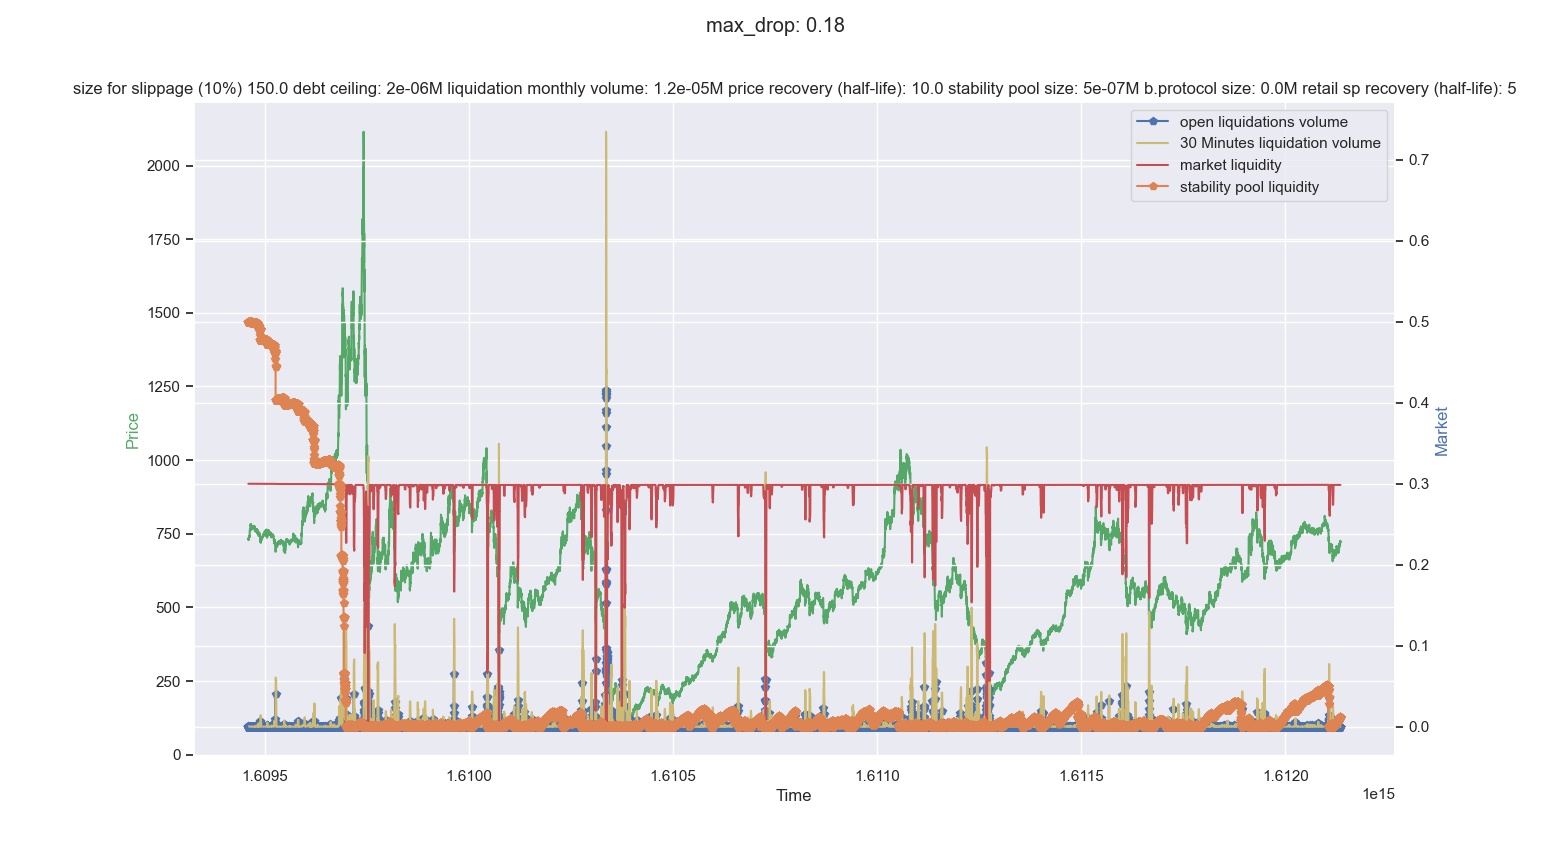 max_drop: 0.18
size for slippage (10%) 150.0 debt ceiling: 2e-06M liquidation monthly volume: 1.2e-05M price recovery (half-life): 10.0 stability pool size: 5e-07M b.protocol size: 0.0M retail sp recovery (half-life): 5
open liquidations volume
30 Minutes liquidation volume
market liquidity
stability pool liquidity
2000
1750
1500
1250
1000
750
500
250
0
Price
0.7
0.6
0.5
0.4
0.3
0.2
0.1
0.0
Market
1.6095 1.6100 1.6105 1.6110 1.6115 1.6120
Time
1e15